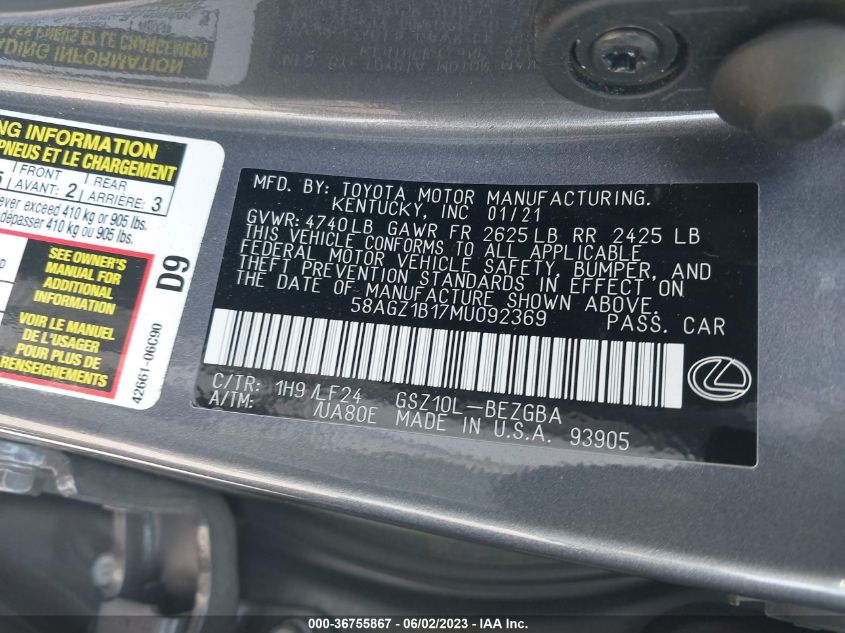 NG INFORMATION
PNEUS ET LE CHARGEMENT
FRONT
AVANT: 2
REAR
ARRIÈRE: 3
ever exceed 410 kg or 905 lbs.
dépasser 410 kg ou 905 lbs.
SEE OWNER'S
MANUAL FOR
ADDITIONAL
INFORMATION
VOIR LE MANUEL
DE L'USAGER
POUR PLUS DE
RENSEIGNEMENTS
D9
42661-06C90
MFD. BY: TOYOTA MOTOR MANUFACTURING.
KENTUCKY, INC 01/21
GVWR: 4740LB GAWR FR 2625LB RR 2425 LB
THIS VEHICLE CONFORMS TO ALL APPLICABLE
FEDERAL MOTOR VEHICLE SAFETY, BUMPER, AND
THEFT PREVENTION STANDARDS IN EFFECT ON
THE DATE OF MANUFACTURE SHOWN ABOVE.
58AGZ1B17MU092369 PASS. CAR
C/TR: 1H9/LF24 GSZ10L-BEZGBA
A/TM: /UA80E MADE IN U.S.A. 93905
000-36755867 - 06/02/2023 - IAA Inc.